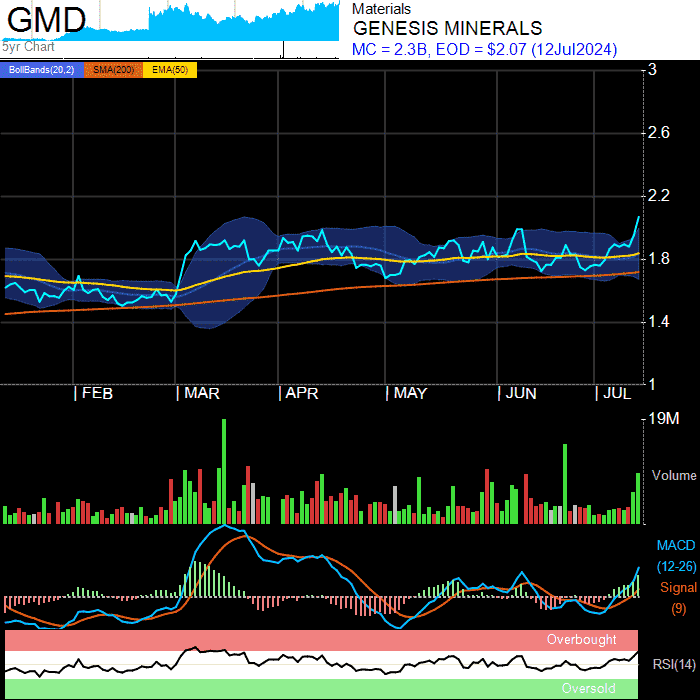 GMD
5yr Chart
Materials
GENESIS MINERALS
MC = 2.3B, EOD = $2.07 (12Jul2024)
BollBands(20,2) SMA(200) EMA(50)
3
2.6
2.2
1.8
1.4
1
| FEB | MAR | APR | MAY | JUN | JUL
19M
Volume
MACD
(12-26)
Signal
(9)
Overbought
RSI(14)
Oversold